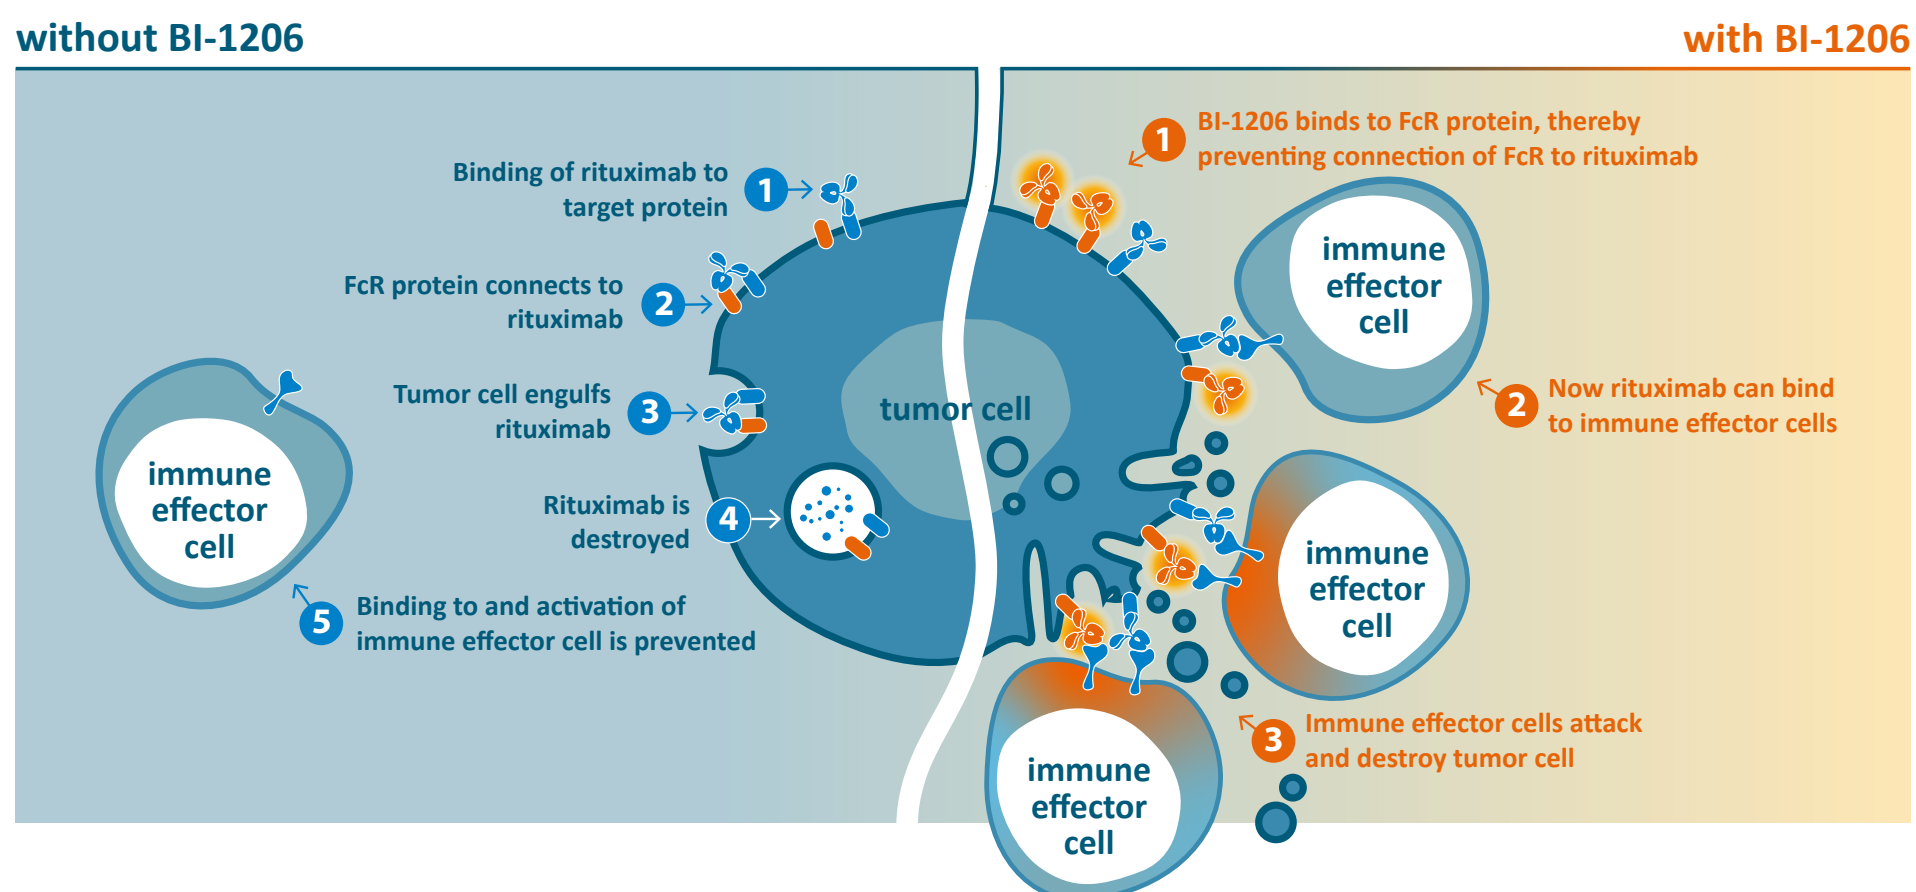 without BI-1206
with BI-1206
1
Binding of rituximab to
target protein
2
FcR protein connects to
rituximab
3
Tumor cell engulfs
rituximab
4
Rituximab is
destroyed
5
Binding to and activation of
immune effector cell is prevented
immune
effector
cell
tumor cell
1
BI-1206 binds to FcR protein, thereby
preventing connection of FcR to rituximab
immune
effector
cell
2
Now rituximab can bind
to immune effector cells
immune
effector
cell
3
Immune effector cells attack
and destroy tumor cell
immune
effector
cell